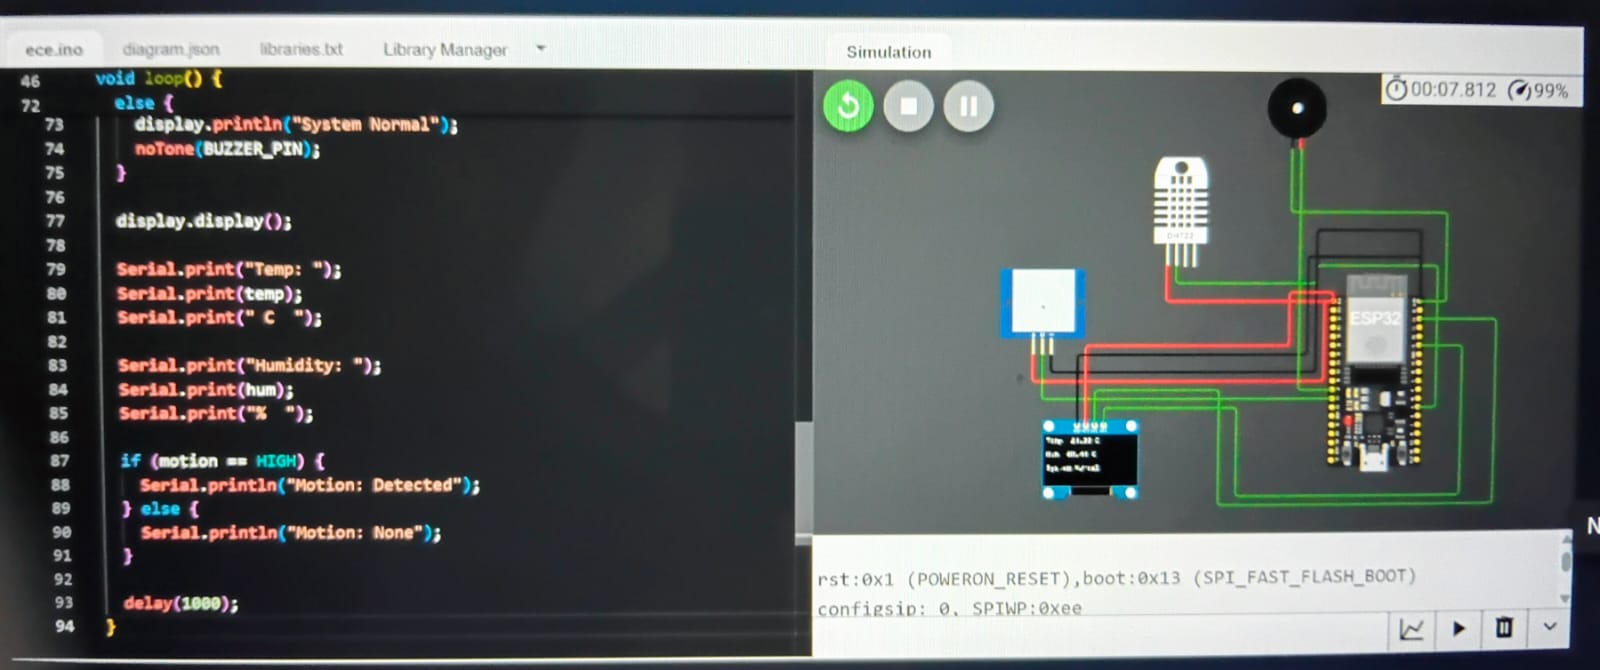 ece.ino diagram.json libraries.txt Library Manager
46 void loop() {
72 else {
73 display.println("System Normal");
74 noTone(BUZZER_PIN);
75 }
76
77 display.display();
78
79 Serial.print("Temp: ");
80 Serial.print(temp);
81 Serial.print(" C  ");
82
83 Serial.print("Humidity: ");
84 Serial.print(hum);
85 Serial.print("%  ");
86
87 if (motion == HIGH) {
88 Serial.println("Motion: Detected");
89 } else {
90 Serial.println("Motion: None");
91 }
92
93 delay(1000);
94 }
Simulation
00:07.812 99%
DHT22
ESP32
rst:0x1 (POWERON_RESET),boot:0x13 (SPI_FAST_FLASH_BOOT)
configsip: 0, SPIWP:0xee
N